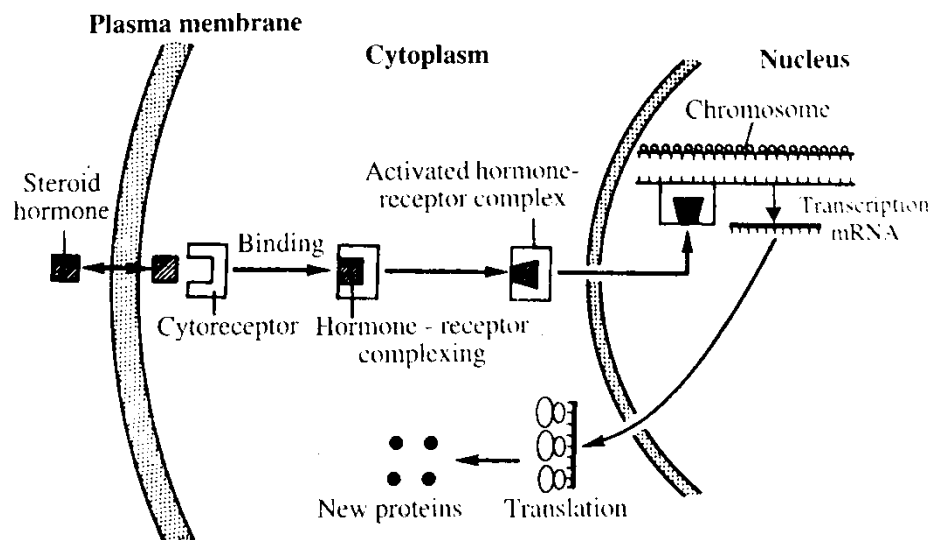 Plasma membrane
Cytoplasm
Nucleus
Chromosome
Steroid
hormone
Activated hormone-
receptor complex
Transcription
mRNA
Binding
Cytoreceptor
Hormone - receptor
complexing
New proteins
Translation